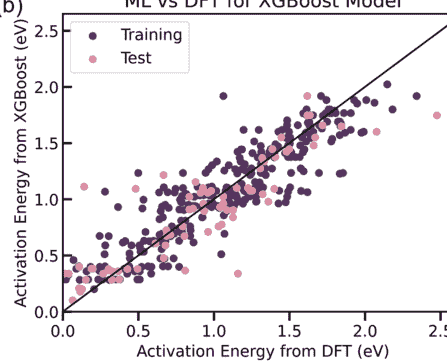 (b)
ML vs DFT for XGBoost Model
Activation Energy from XGBoost (eV)
Training
Test
2.5
2.0
1.5
1.0
0.5
0.0
0.0 0.5 1.0 1.5 2.0 2.5
Activation Energy from DFT (eV)